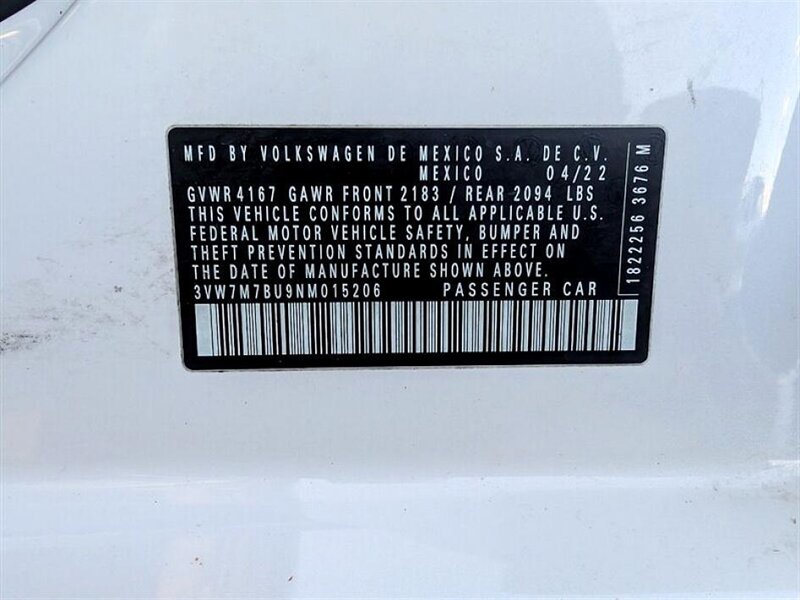 MFD BY VOLKSWAGEN DE MEXICO S.A. DE C.V.
MEXICO 04/22
GVWR 4167 GAWR FRONT 2183 / REAR 2094 LBS
THIS VEHICLE CONFORMS TO ALL APPLICABLE U.S.
FEDERAL MOTOR VEHICLE SAFETY, BUMPER AND
THEFT PREVENTION STANDARDS IN EFFECT ON
THE DATE OF MANUFACTURE SHOWN ABOVE.
3VW7M7BU9NM015206 PASSENGER CAR
1822256 3676 M